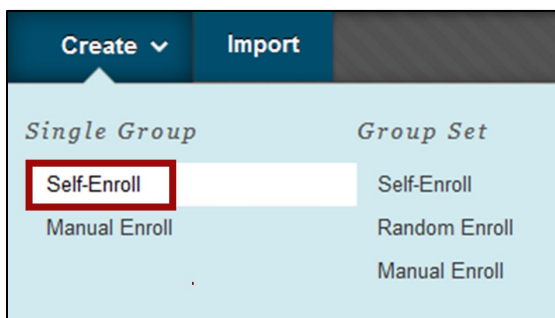 Create Import
Single Group
Self-Enroll
Manual Enroll
Group Set
Self-Enroll
Random Enroll
Manual Enroll